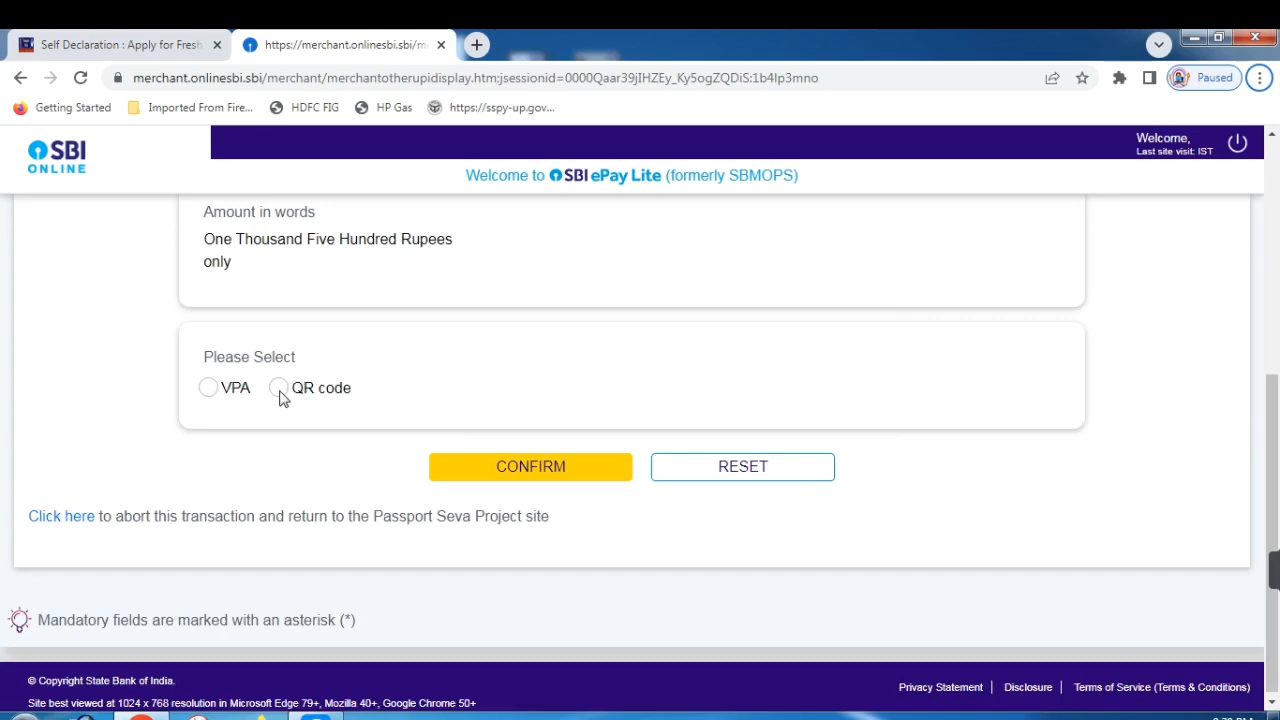 Self Declaration : Apply for Fresh
https://merchant.onlinesbi.sbi/m
merchant.onlinesbi.sbi/merchant/merchantotherupidisplay.htm;jsessionid=0000Qaar39jIHZEy_Ky5ogZQDiS:1b4lp3mno
Paused
Getting Started
Imported From Fire...
HDFC FIG
HP Gas
https://sspy-up.gov...
SBI
ONLINE
Welcome,
Last site visit: IST
Welcome to SBI ePay Lite (formerly SBMOPS)
Amount in words
One Thousand Five Hundred Rupees
only
Please Select
VPA QR code
CONFIRM RESET
Click here to abort this transaction and return to the Passport Seva Project site
Mandatory fields are marked with an asterisk (*)
© Copyright State Bank of India.
Privacy Statement | Disclosure | Terms of Service (Terms & Conditions)
Site best viewed at 1024 x 768 resolution in Microsoft Edge 79+, Mozilla 40+, Google Chrome 50+